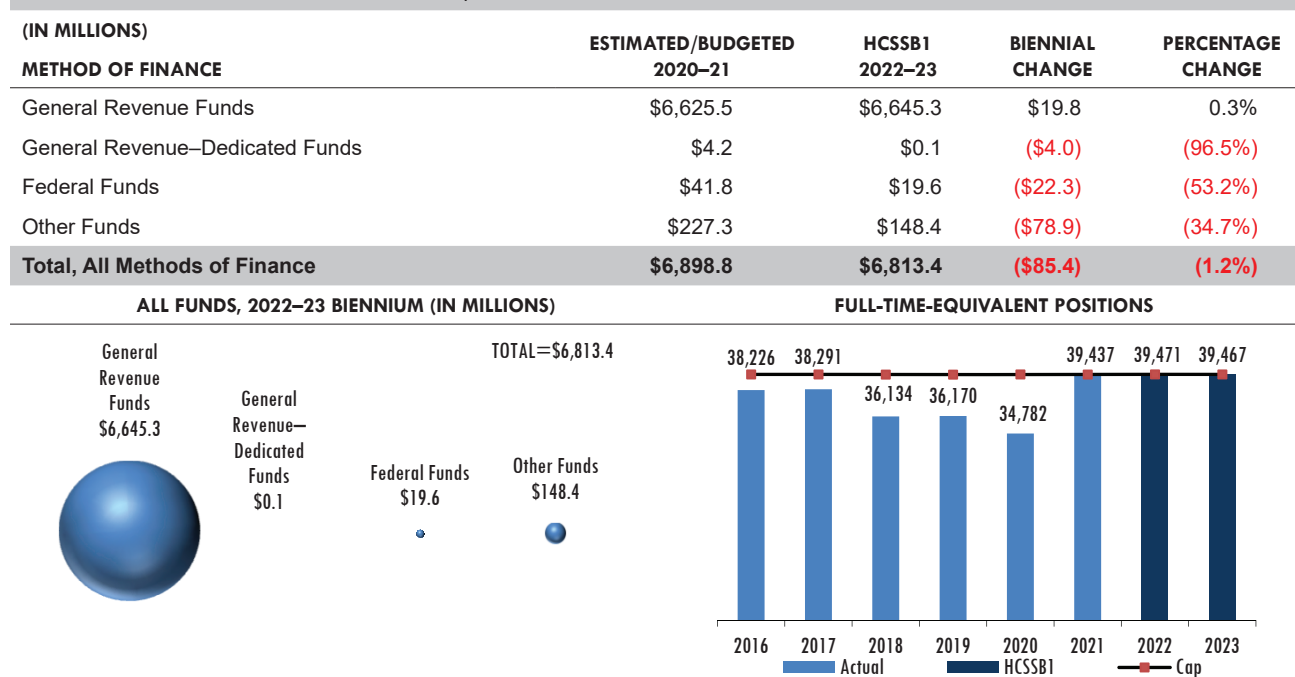 (IN MILLIONS)
METHOD OF FINANCE ESTIMATED/BUDGETED 2020–21 HCSSB1 2022–23 BIENNIAL CHANGE PERCENTAGE CHANGE
General Revenue Funds $6,625.5 $6,645.3 $19.8 0.3%
General Revenue–Dedicated Funds $4.2 $0.1 ($4.0) (96.5%)
Federal Funds $41.8 $19.6 ($22.3) (53.2%)
Other Funds $227.3 $148.4 ($78.9) (34.7%)
Total, All Methods of Finance $6,898.8 $6,813.4 ($85.4) (1.2%)
ALL FUNDS, 2022–23 BIENNIUM (IN MILLIONS)
TOTAL=$6,813.4
General
Revenue
Funds
$6,645.3
General
Revenue–
Dedicated
Funds
$0.1
Federal Funds
$19.6
Other Funds
$148.4
FULL-TIME-EQUIVALENT POSITIONS
38,226 38,291 36,134 36,170 34,782 39,437 39,471 39,467
2016 2017 2018 2019 2020 2021 2022 2023
Actual HCSSB1 Cap